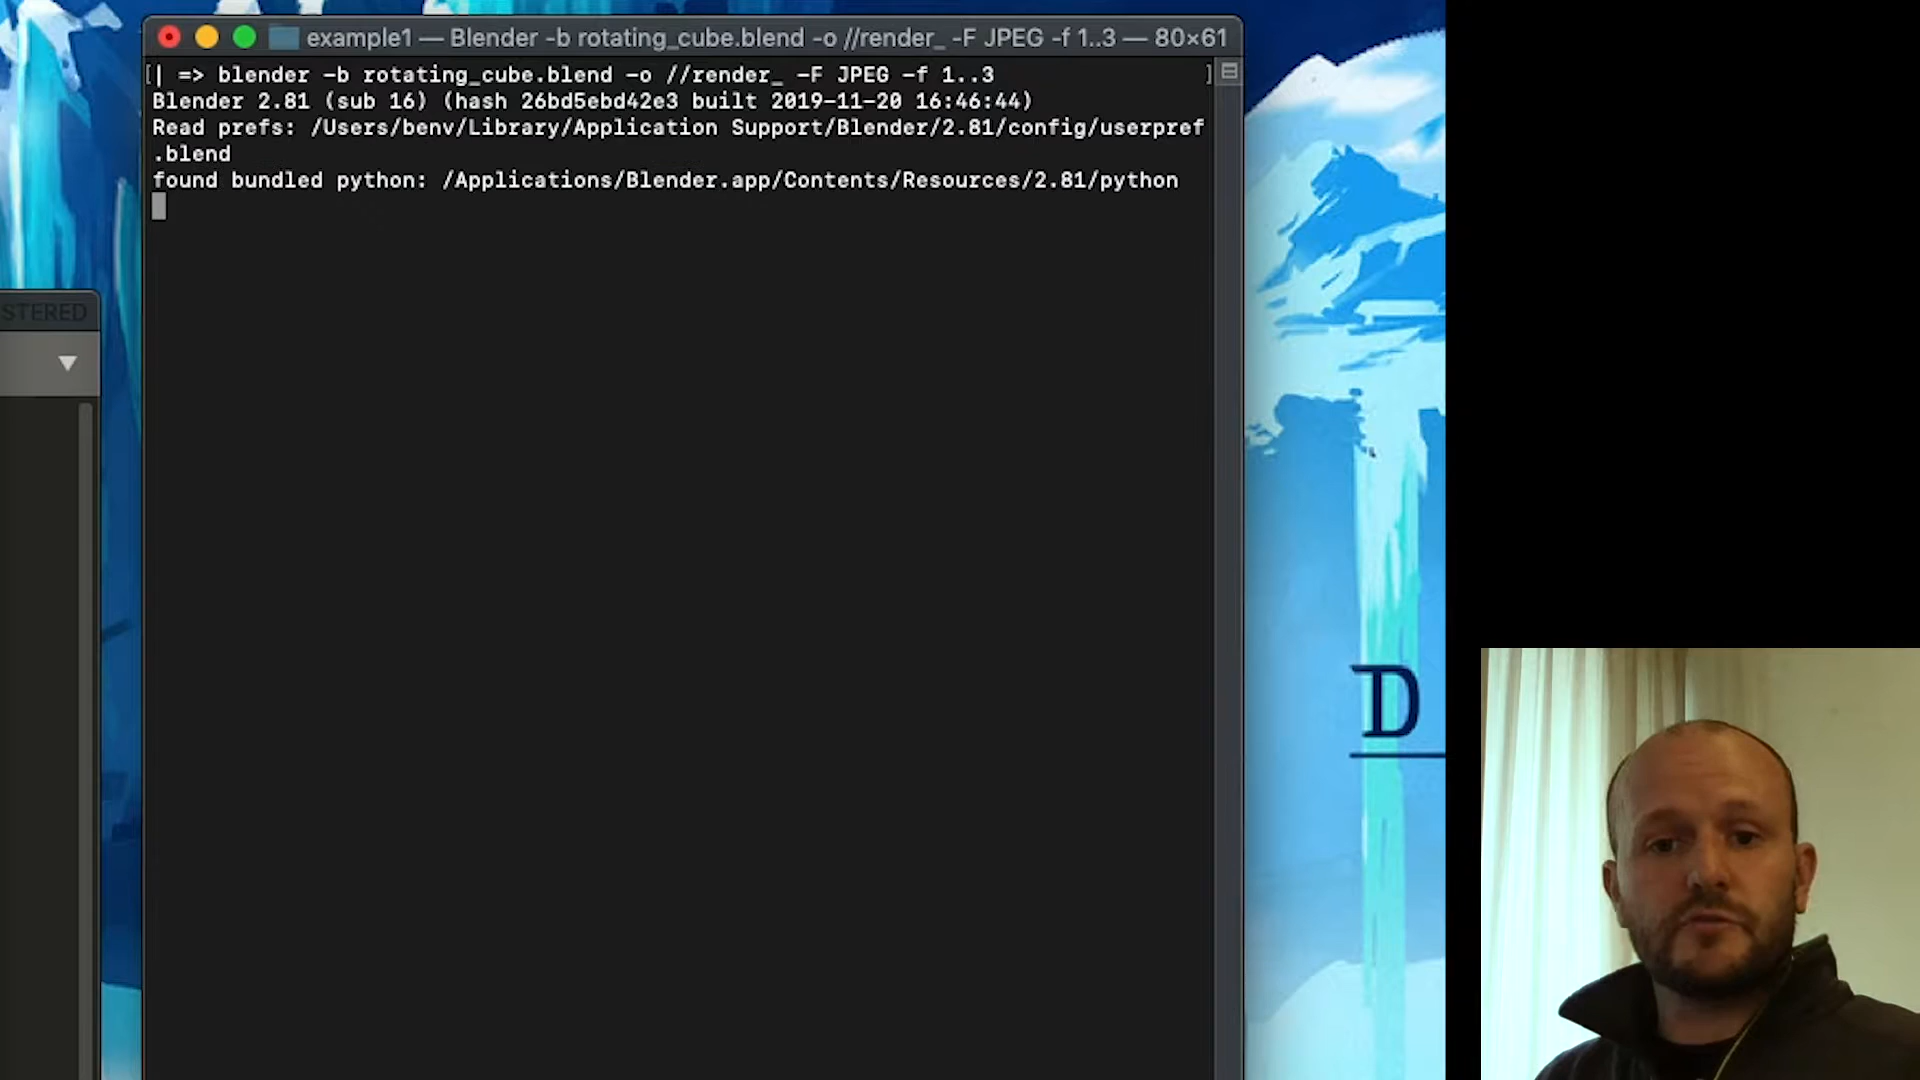 example1 — Blender -b rotating_cube.blend -o //render_ -F JPEG -f 1..3 — 80×61
[| => blender -b rotating_cube.blend -o //render_ -F JPEG -f 1..3 ]
Blender 2.81 (sub 16) (hash 26bd5ebd42e3 built 2019-11-20 16:46:44)
Read prefs: /Users/benv/Library/Application Support/Blender/2.81/config/userpref
.blend
found bundled python: /Applications/Blender.app/Contents/Resources/2.81/python
STERED
D